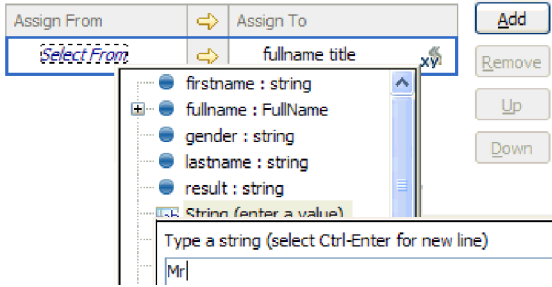 Assign From Assign To Add
Select From fullname title Remove
firstname : string
fullname : FullName Up
gender : string
lastname : string Down
result : string
String (enter a value)
Type a string (select Ctrl-Enter for new line)
Mr